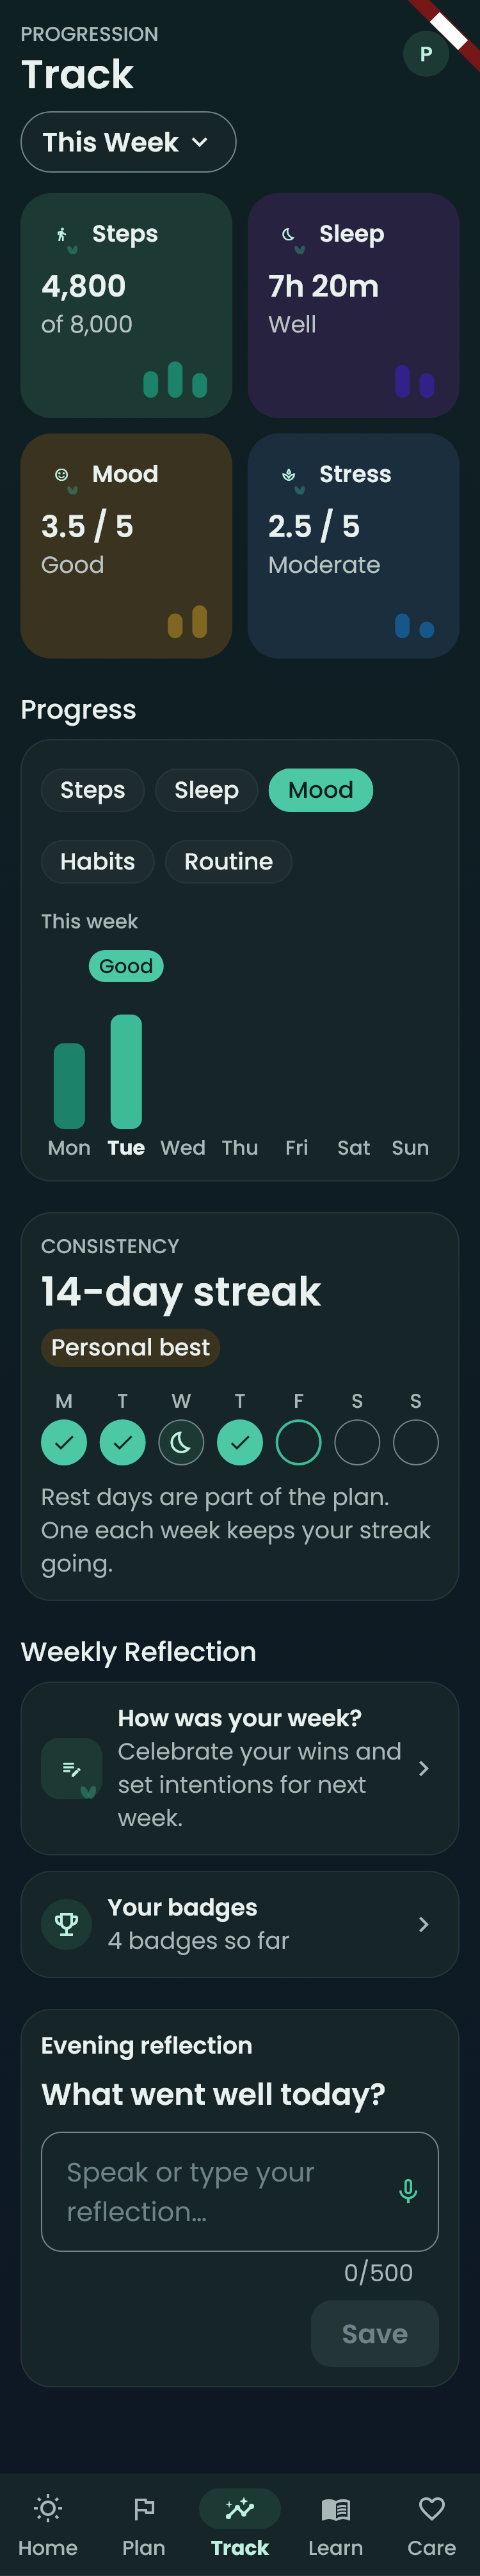 PROGRESSION
Track
P
This Week
Steps
4,800
of 8,000
Sleep
7h 20m
Well
Mood
3.5 / 5
Good
Stress
2.5 / 5
Moderate
Progress
Steps
Sleep
Mood
Habits
Routine
This week
Good
Mon Tue Wed Thu Fri Sat Sun
CONSISTENCY
14-day streak
Personal best
M T W T F S S
Rest days are part of the plan.
One each week keeps your streak
going.
Weekly Reflection
How was your week?
Celebrate your wins and
set intentions for next
week.
Your badges
4 badges so far
Evening reflection
What went well today?
Speak or type your
reflection...
0/500
Save
Home Plan Track Learn Care